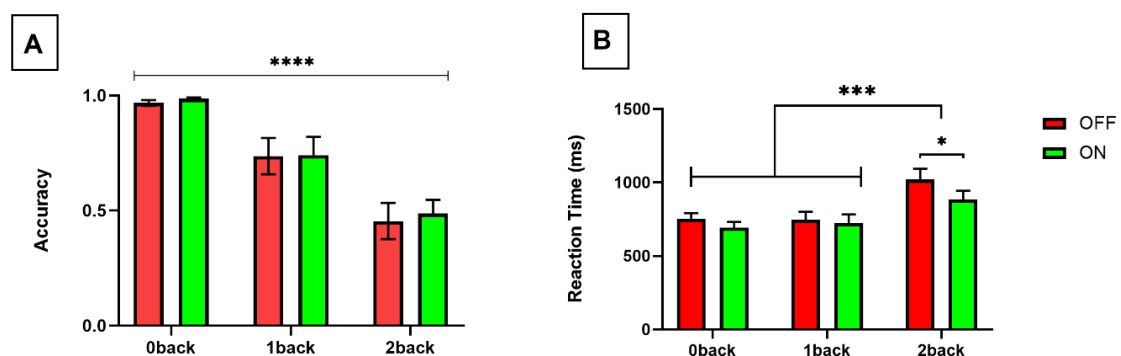 A
****
1.0
0.5
0.0
Accuracy
0back 1back 2back
B
***
*
1500
1000
500
0
Reaction Time (ms)
0back 1back 2back
OFF
ON